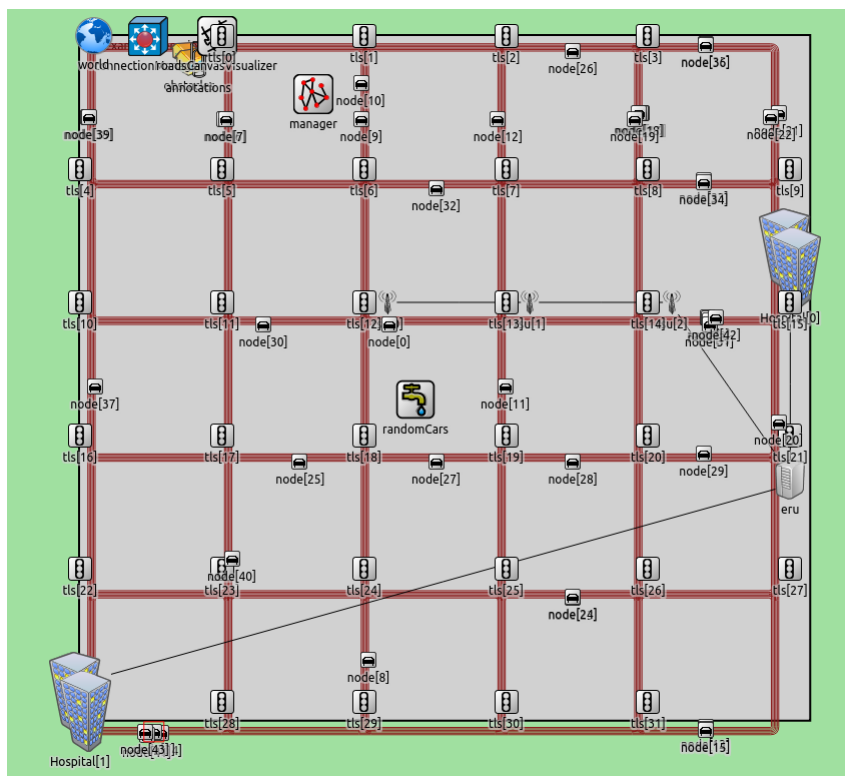 tls[0]
tls[1]
tls[2]
tls[3]
world
annotations
node[26]
node[36]
node[10]
manager
node[39]
node[7]
node[9]
node[12]
node[19]
node[22]
tls[4]
tls[5]
tls[6]
tls[7]
tls[8]
tls[9]
node[32]
node[34]
tls[10]
tls[11]
tls[12]
tls[13]
tls[14]
tls[15]
node[30]
node[0]
node[42]
node[37]
randomCars
node[11]
node[20]
tls[16]
tls[17]
tls[18]
tls[19]
tls[20]
tls[21]
node[25]
node[27]
node[28]
node[29]
eru
node[40]
tls[22]
tls[23]
tls[24]
tls[25]
tls[26]
tls[27]
node[24]
node[8]
tls[28]
tls[29]
tls[30]
tls[31]
node[43]
node[15]
Hospital[1]